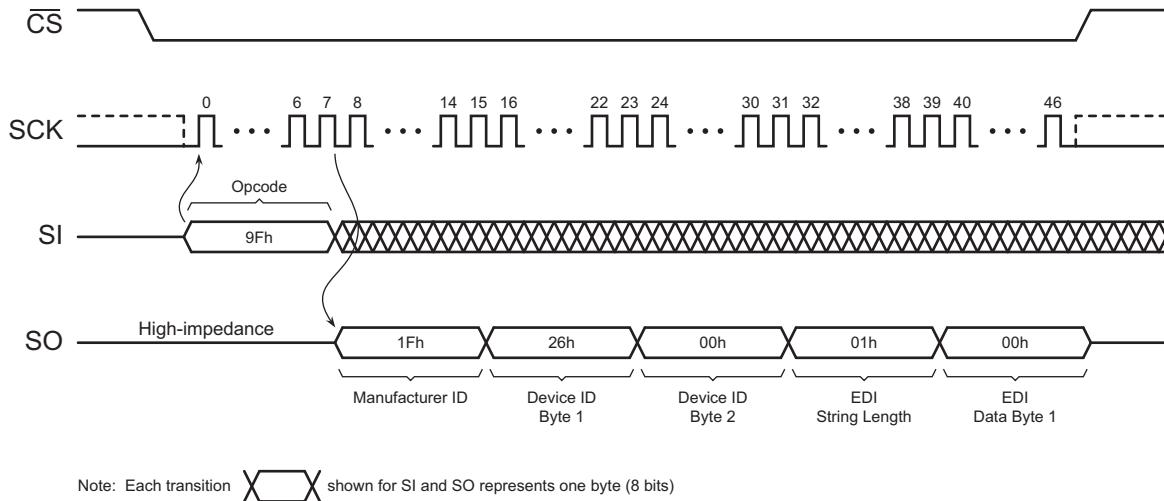 CS
0 6 7 8 14 15 16 22 23 24 30 31 32 38 39 40 46
SCK
Opcode
SI
9Fh
High-impedance
SO
1Fh 26h 00h 01h 00h
Manufacturer ID Device ID Device ID EDI EDI
Byte 1 Byte 2 String Length Data Byte 1
Note: Each transition shown for SI and SO represents one byte (8 bits)